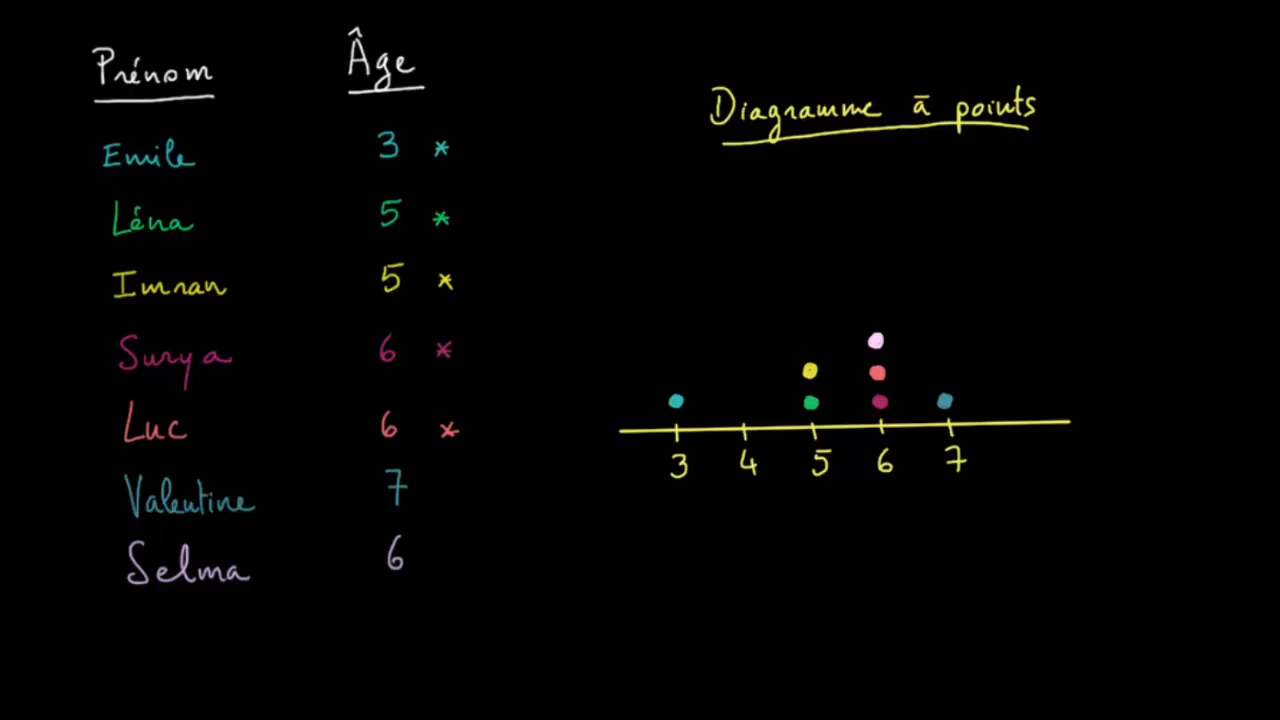 Prénom Âge
Emile 3 *
Léna 5 *
Imran 5 *
Surya 6 *
Luc 6 *
Valentine 7
Selma 6
Diagramme à points
3 4 5 6 7